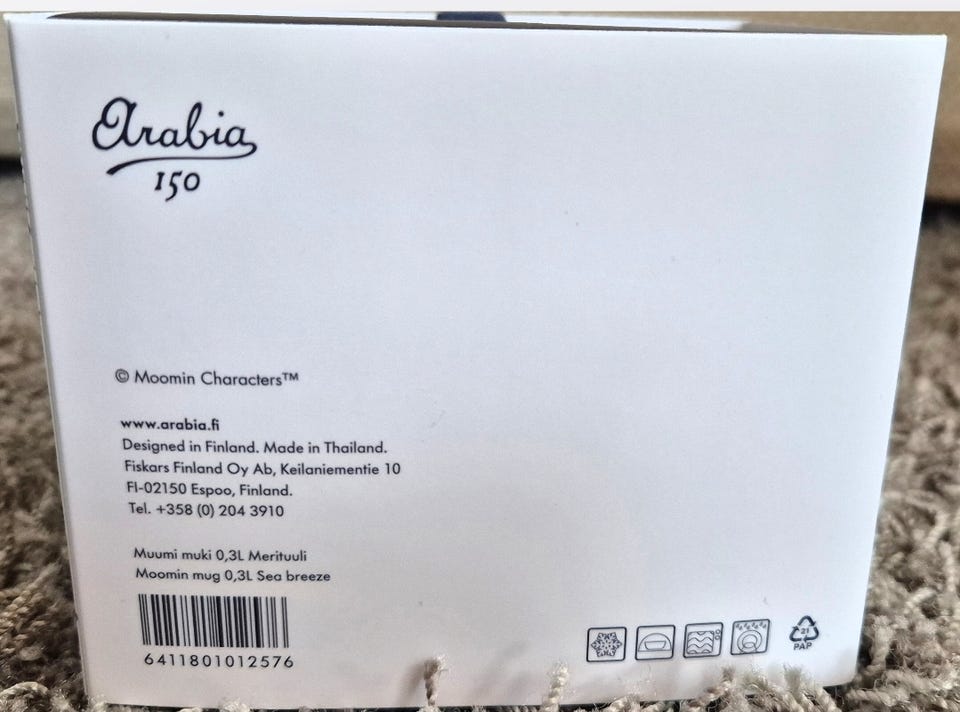 Arabia
150
© Moomin Characters™
www.arabia.fi
Designed in Finland. Made in Thailand.
Fiskars Finland Oy Ab, Keilaniementie 10
FI-02150 Espoo, Finland.
Tel. +358 (0) 204 3910
Muumi muki 0,3L Merituuli
Moomin mug 0,3L Sea breeze
6411801012576
21
PAP